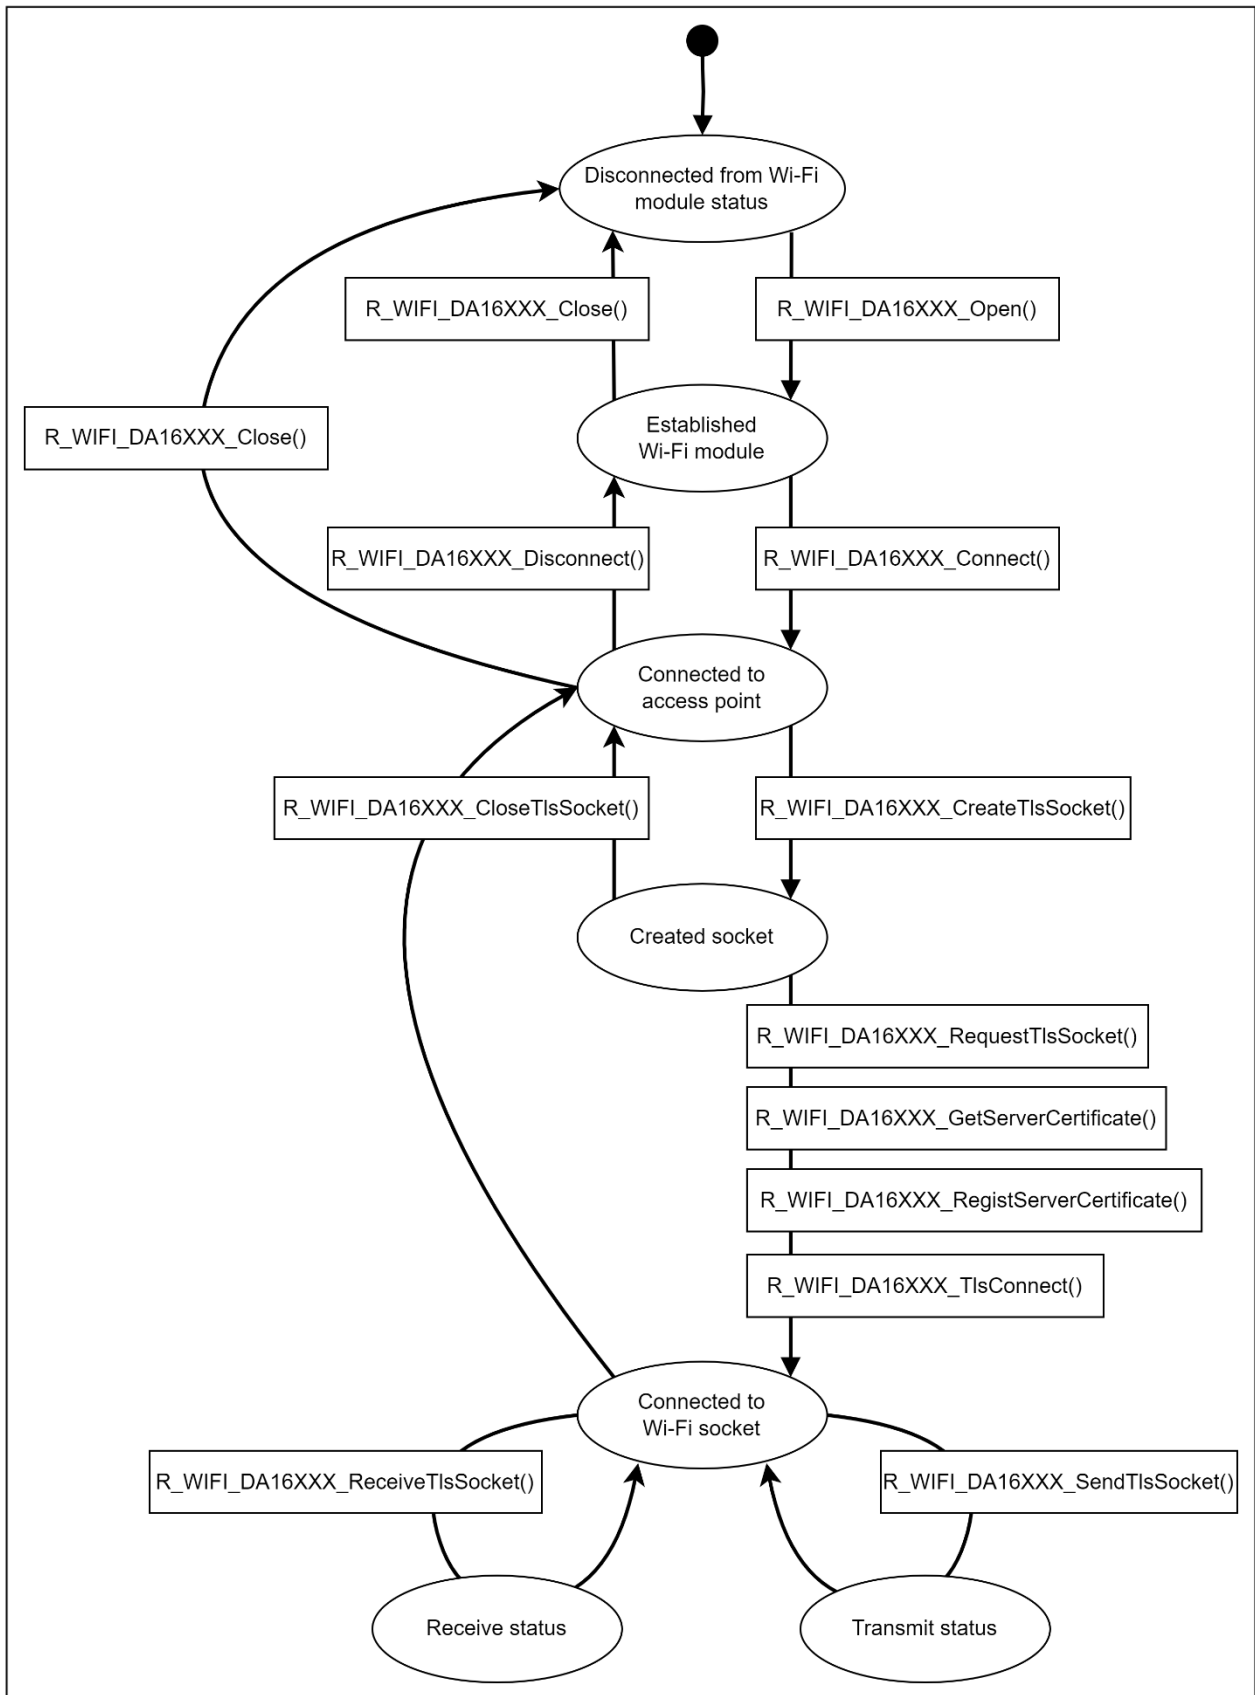 Disconnected from Wi-Fi
module status
R_WIFI_DA16XXX_Close()
R_WIFI_DA16XXX_Open()
R_WIFI_DA16XXX_Close()
Established
Wi-Fi module
R_WIFI_DA16XXX_Disconnect()
R_WIFI_DA16XXX_Connect()
Connected to
access point
R_WIFI_DA16XXX_CloseTlsSocket()
R_WIFI_DA16XXX_CreateTlsSocket()
Created socket
R_WIFI_DA16XXX_RequestTlsSocket()
R_WIFI_DA16XXX_GetServerCertificate()
R_WIFI_DA16XXX_RegistServerCertificate()
R_WIFI_DA16XXX_TlsConnect()
Connected to
Wi-Fi socket
R_WIFI_DA16XXX_ReceiveTlsSocket()
R_WIFI_DA16XXX_SendTlsSocket()
Receive status
Transmit status